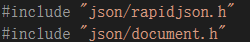 #include "json/rapidjson.h"
#include "json/document.h"